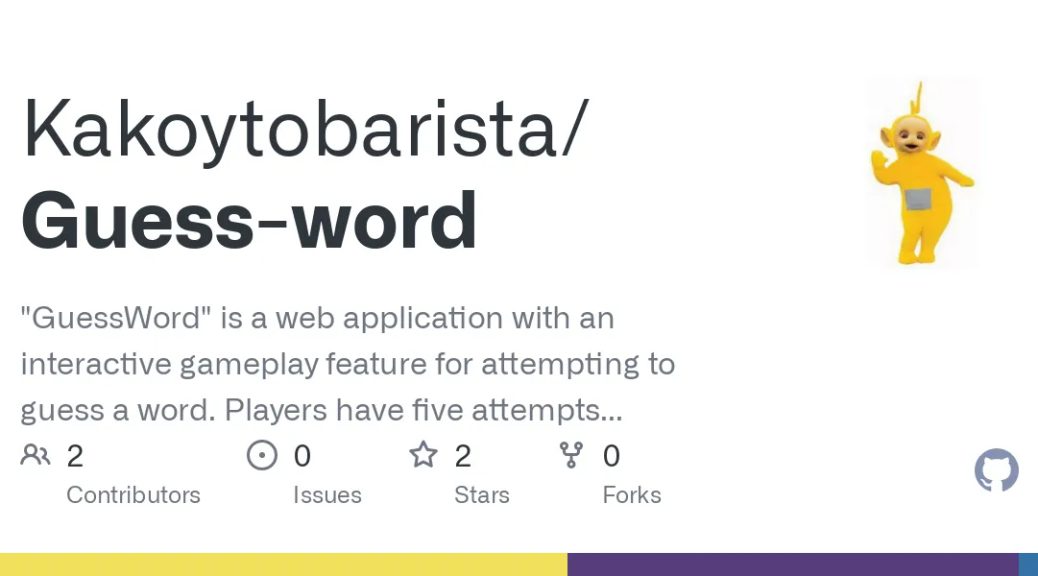 Kakoytobarista/
Guess-word
"GuessWord" is a web application with an
interactive gameplay feature for attempting to
guess a word. Players have five attempts...
2 0 2 0
Contributors Issues Stars Forks